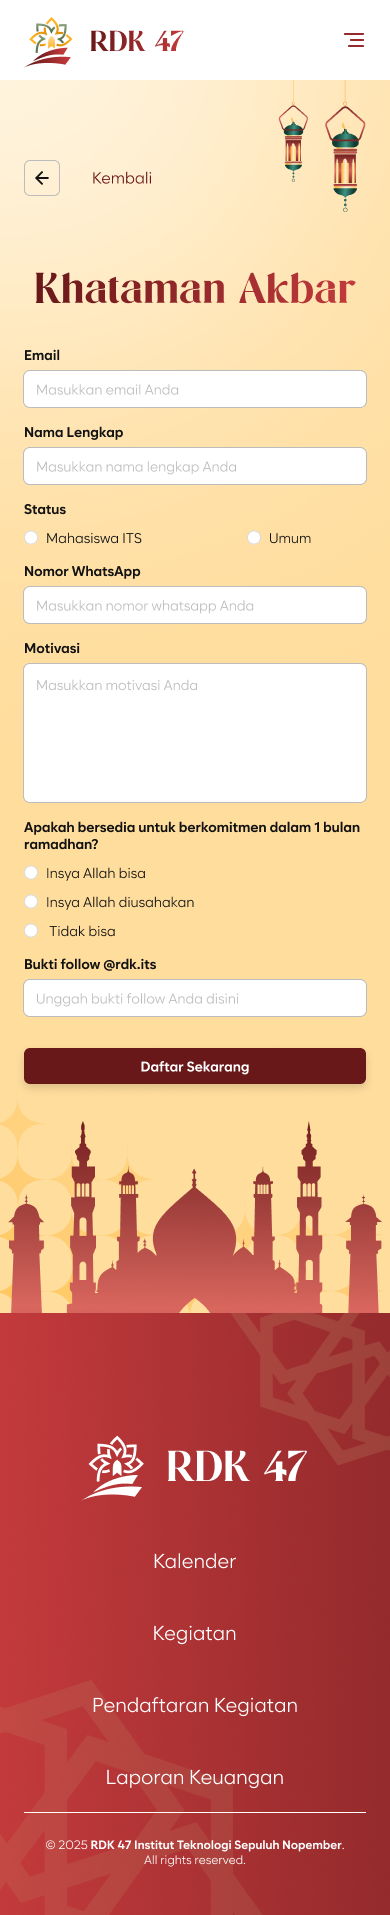 RDK 47
Kembali
Khataman Akbar
Email
Masukkan email Anda
Nama Lengkap
Masukkan nama lengkap Anda
Status
Mahasiswa ITS
Umum
Nomor WhatsApp
Masukkan nomor whatsapp Anda
Motivasi
Masukkan motivasi Anda
Apakah bersedia untuk berkomitmen dalam 1 bulan
ramadhan?
Insya Allah bisa
Insya Allah diusahakan
Tidak bisa
Bukti follow @rdk.its
Unggah bukti follow Anda disini
Daftar Sekarang
RDK 47
Kalender
Kegiatan
Pendaftaran Kegiatan
Laporan Keuangan
© 2025 RDK 47 Institut Teknologi Sepuluh Nopember.
All rights reserved.